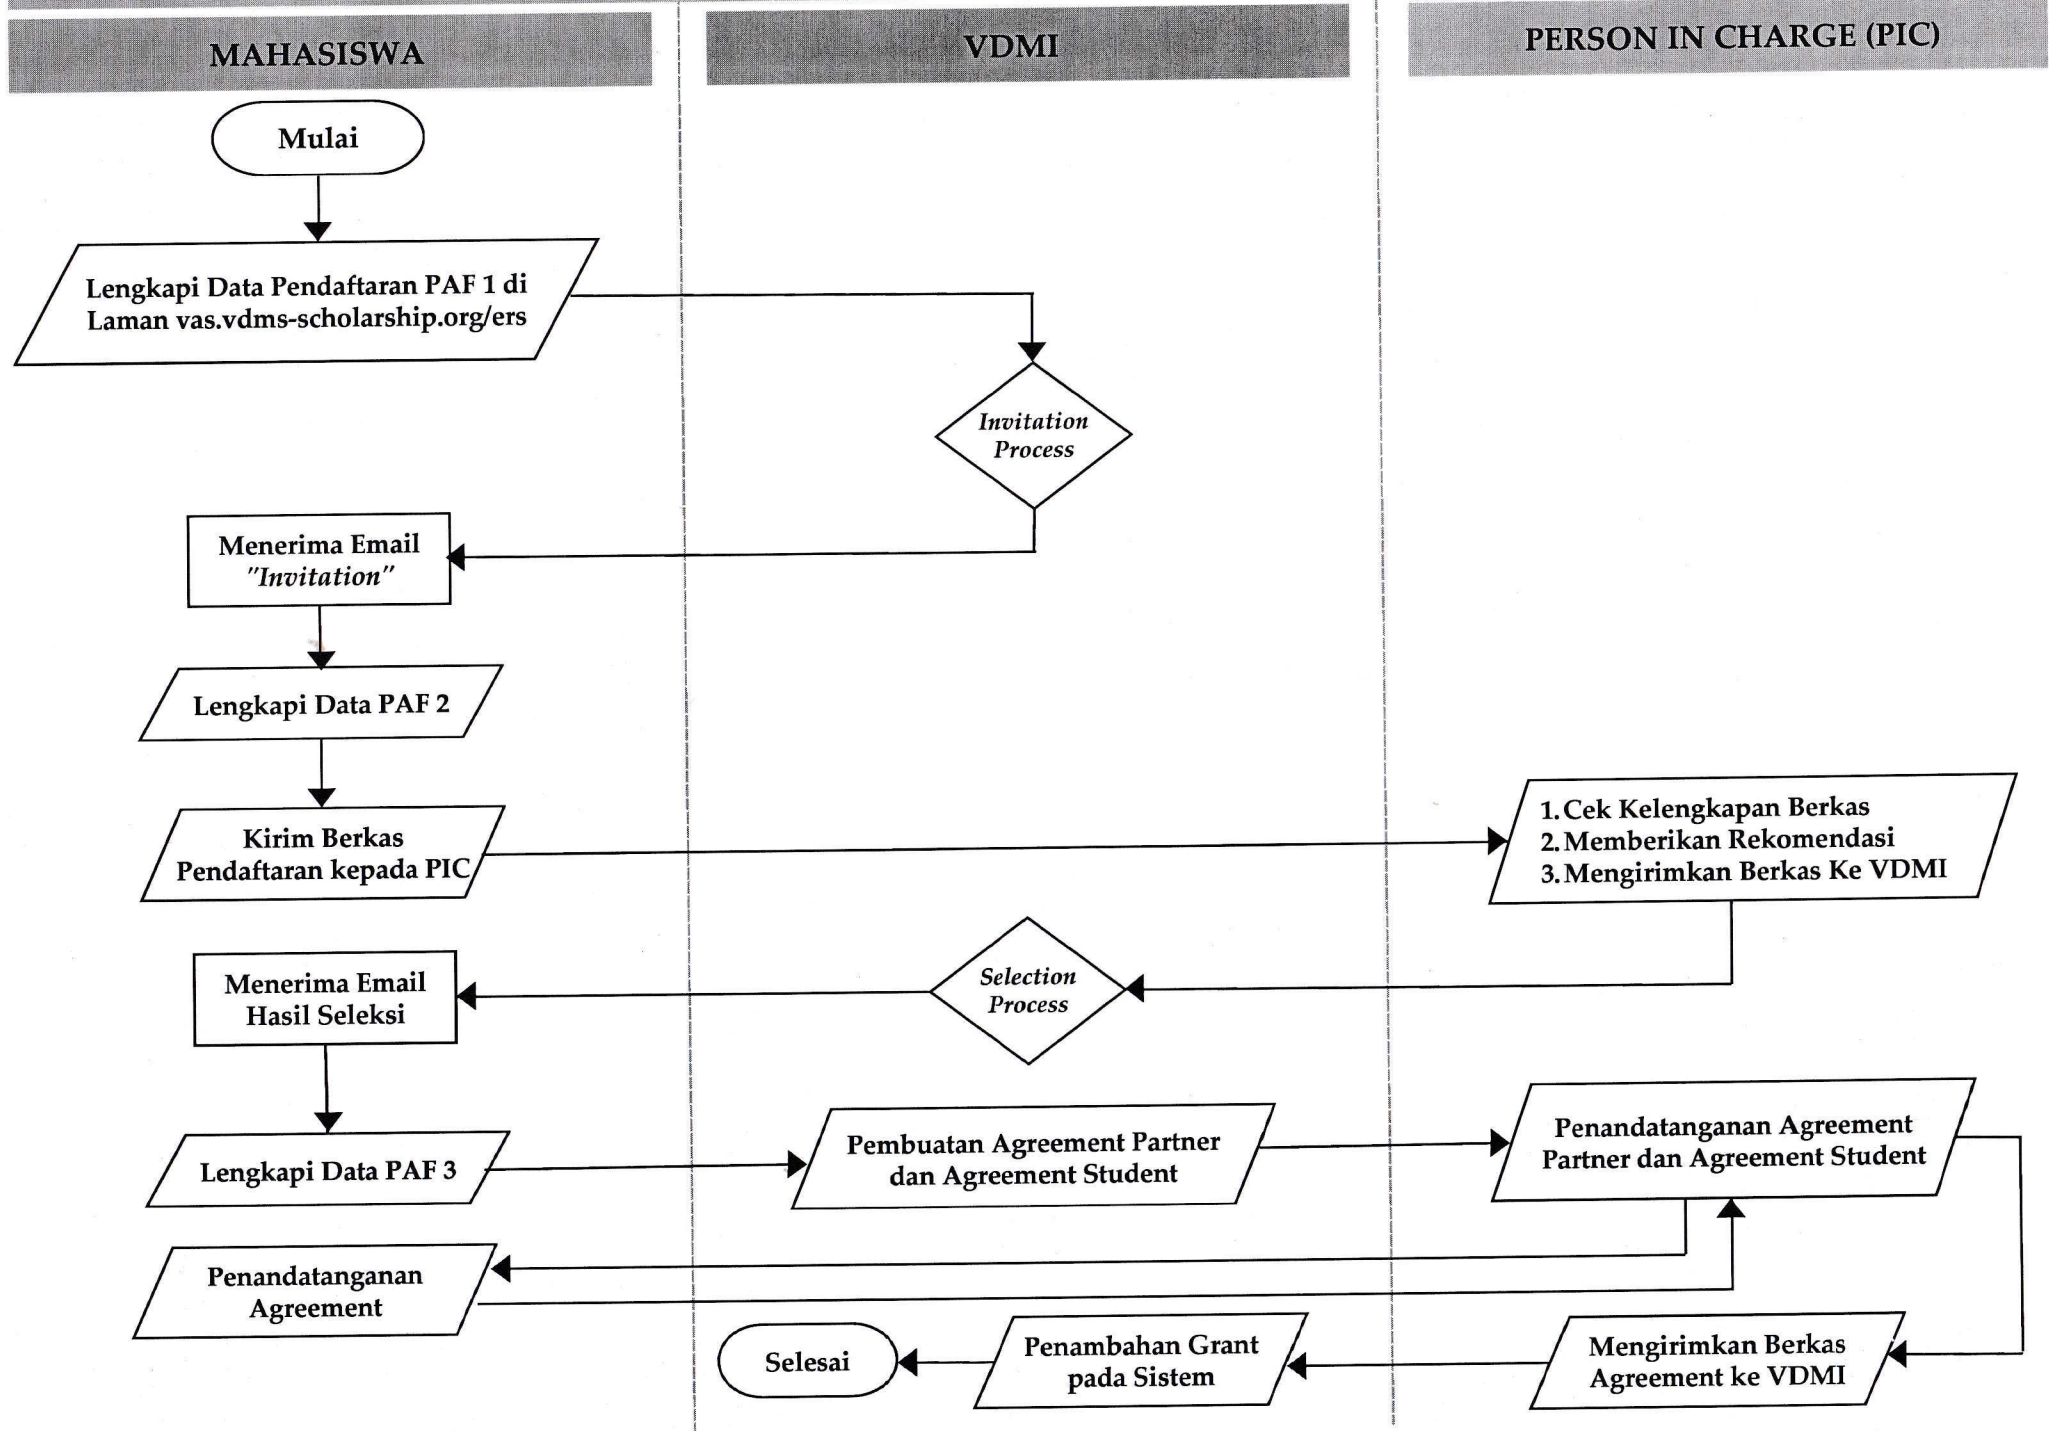 MAHASISWA
VDMI
PERSON IN CHARGE (PIC)
Mulai
Lengkapi Data Pendaftaran PAF 1 di
Laman vas.vdms-scholarship.org/ers
Invitation
Process
Menerima Email
"Invitation"
Lengkapi Data PAF 2
Kirim Berkas
Pendaftaran kepada PIC
1. Cek Kelengkapan Berkas
2. Memberikan Rekomendasi
3. Mengirimkan Berkas Ke VDMI
Selection
Process
Menerima Email
Hasil Seleksi
Lengkapi Data PAF 3
Pembuatan Agreement Partner
dan Agreement Student
Penandatanganan Agreement
Partner dan Agreement Student
Penandatanganan
Agreement
Mengirimkan Berkas
Agreement ke VDMI
Penambahan Grant
pada Sistem
Selesai